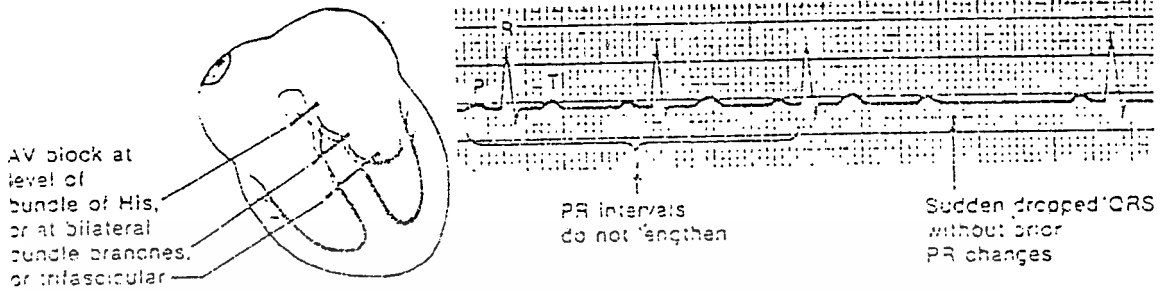 AV block at
level of
bundle of His,
or at bilateral
bundle branches,
or trifascicular
R
P
T
PR intervals
do not lengthen
Sudden dropped QRS
without prior
PR changes